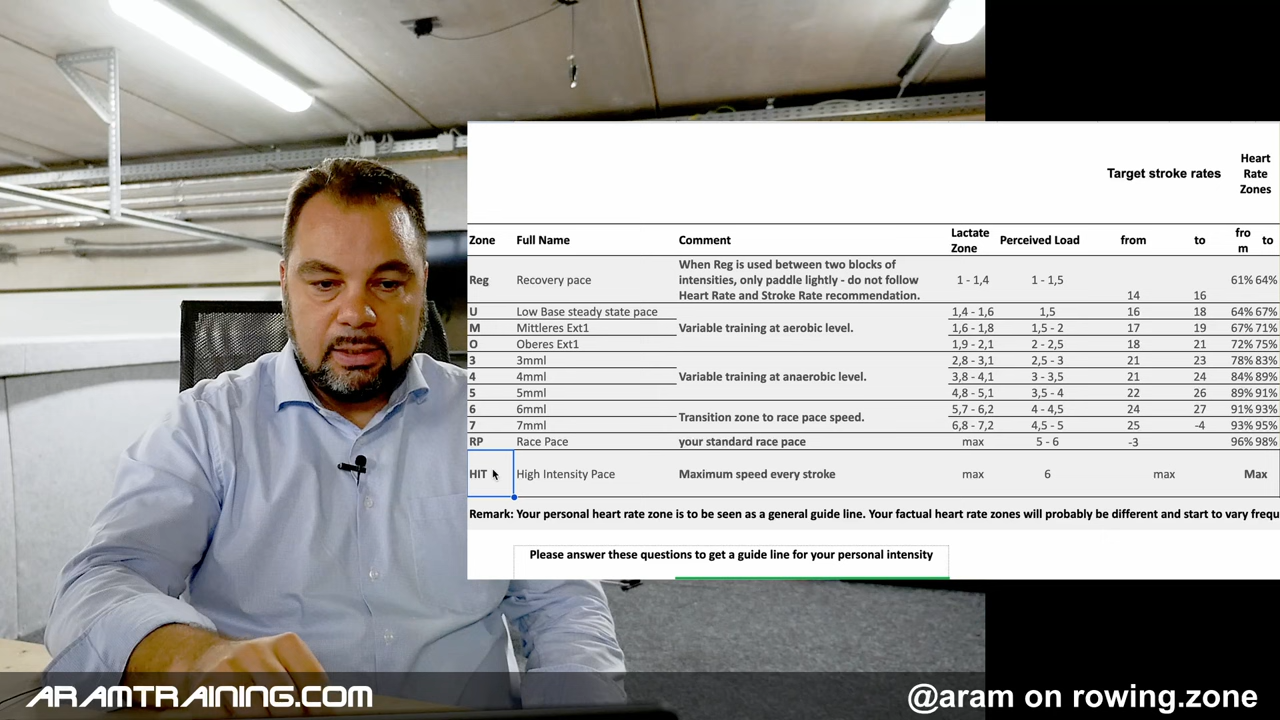 Target stroke rates
Heart
Rate
Zones
Zone Full Name Comment Lactate Zone Perceived Load from to fro m to
Reg Recovery pace When Reg is used between two blocks of
intensities, only paddle lightly - do not follow
Heart Rate and Stroke Rate recommendation. 1 - 1,4 1 - 1,5 14 16 61% 64%
U Low Base steady state pace 1,4 - 1,6 1,5 16 18 64% 67%
M Mittleres Ext1 Variable training at aerobic level. 1,6 - 1,8 1,5 - 2 17 19 67% 71%
O Oberes Ext1 1,9 - 2,1 2 - 2,5 18 21 72% 75%
3 3mml 2,8 - 3,1 2,5 - 3 21 23 78% 83%
4 4mml Variable training at anaerobic level. 3,8 - 4,1 3 - 3,5 21 24 84% 89%
5 5mml 4,8 - 5,1 3,5 - 4 22 26 89% 91%
6 6mml Transition zone to race pace speed. 5,7 - 6,2 4 - 4,5 24 27 91% 93%
7 7mml 6,8 - 7,2 4,5 - 5 25 -4 93% 95%
RP Race Pace your standard race pace max 5 - 6 -3 96% 98%
HIT High Intensity Pace Maximum speed every stroke max 6 max Max
Remark: Your personal heart rate zone is to be seen as a general guide line. Your factual heart rate zones will probably be different and start to vary frequ
Please answer these questions to get a guide line for your personal intensity
ARAMTRAINING.COM
@aram on rowing.zone